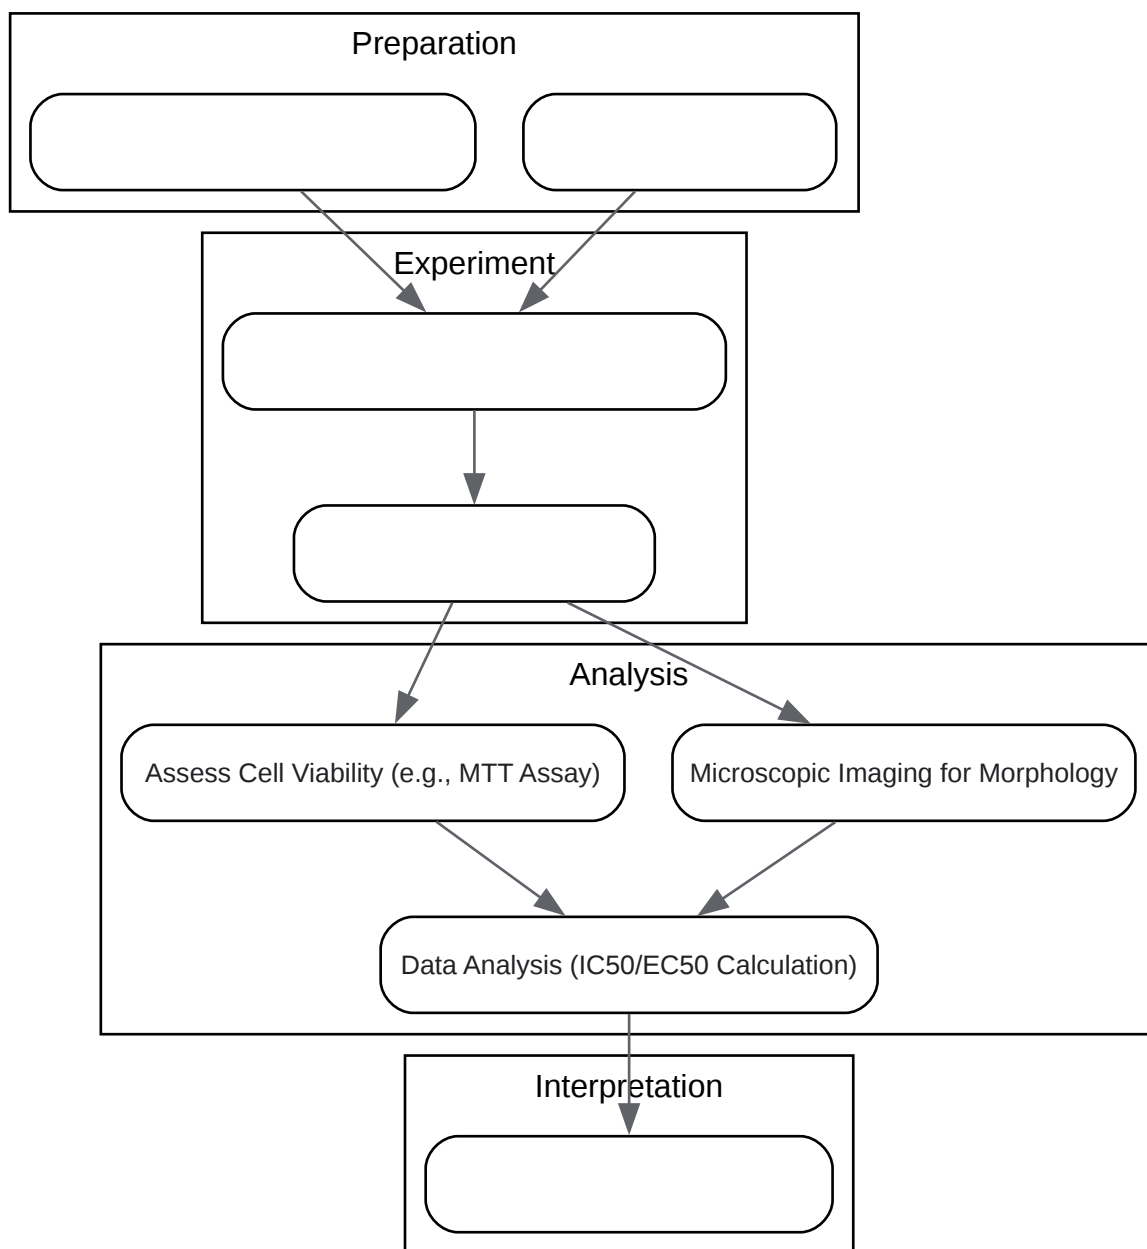 Preparation
Experiment
Analysis
Assess Cell Viability (e.g., MTT Assay)
Microscopic Imaging for Morphology
Data Analysis (IC50/EC50 Calculation)
Interpretation